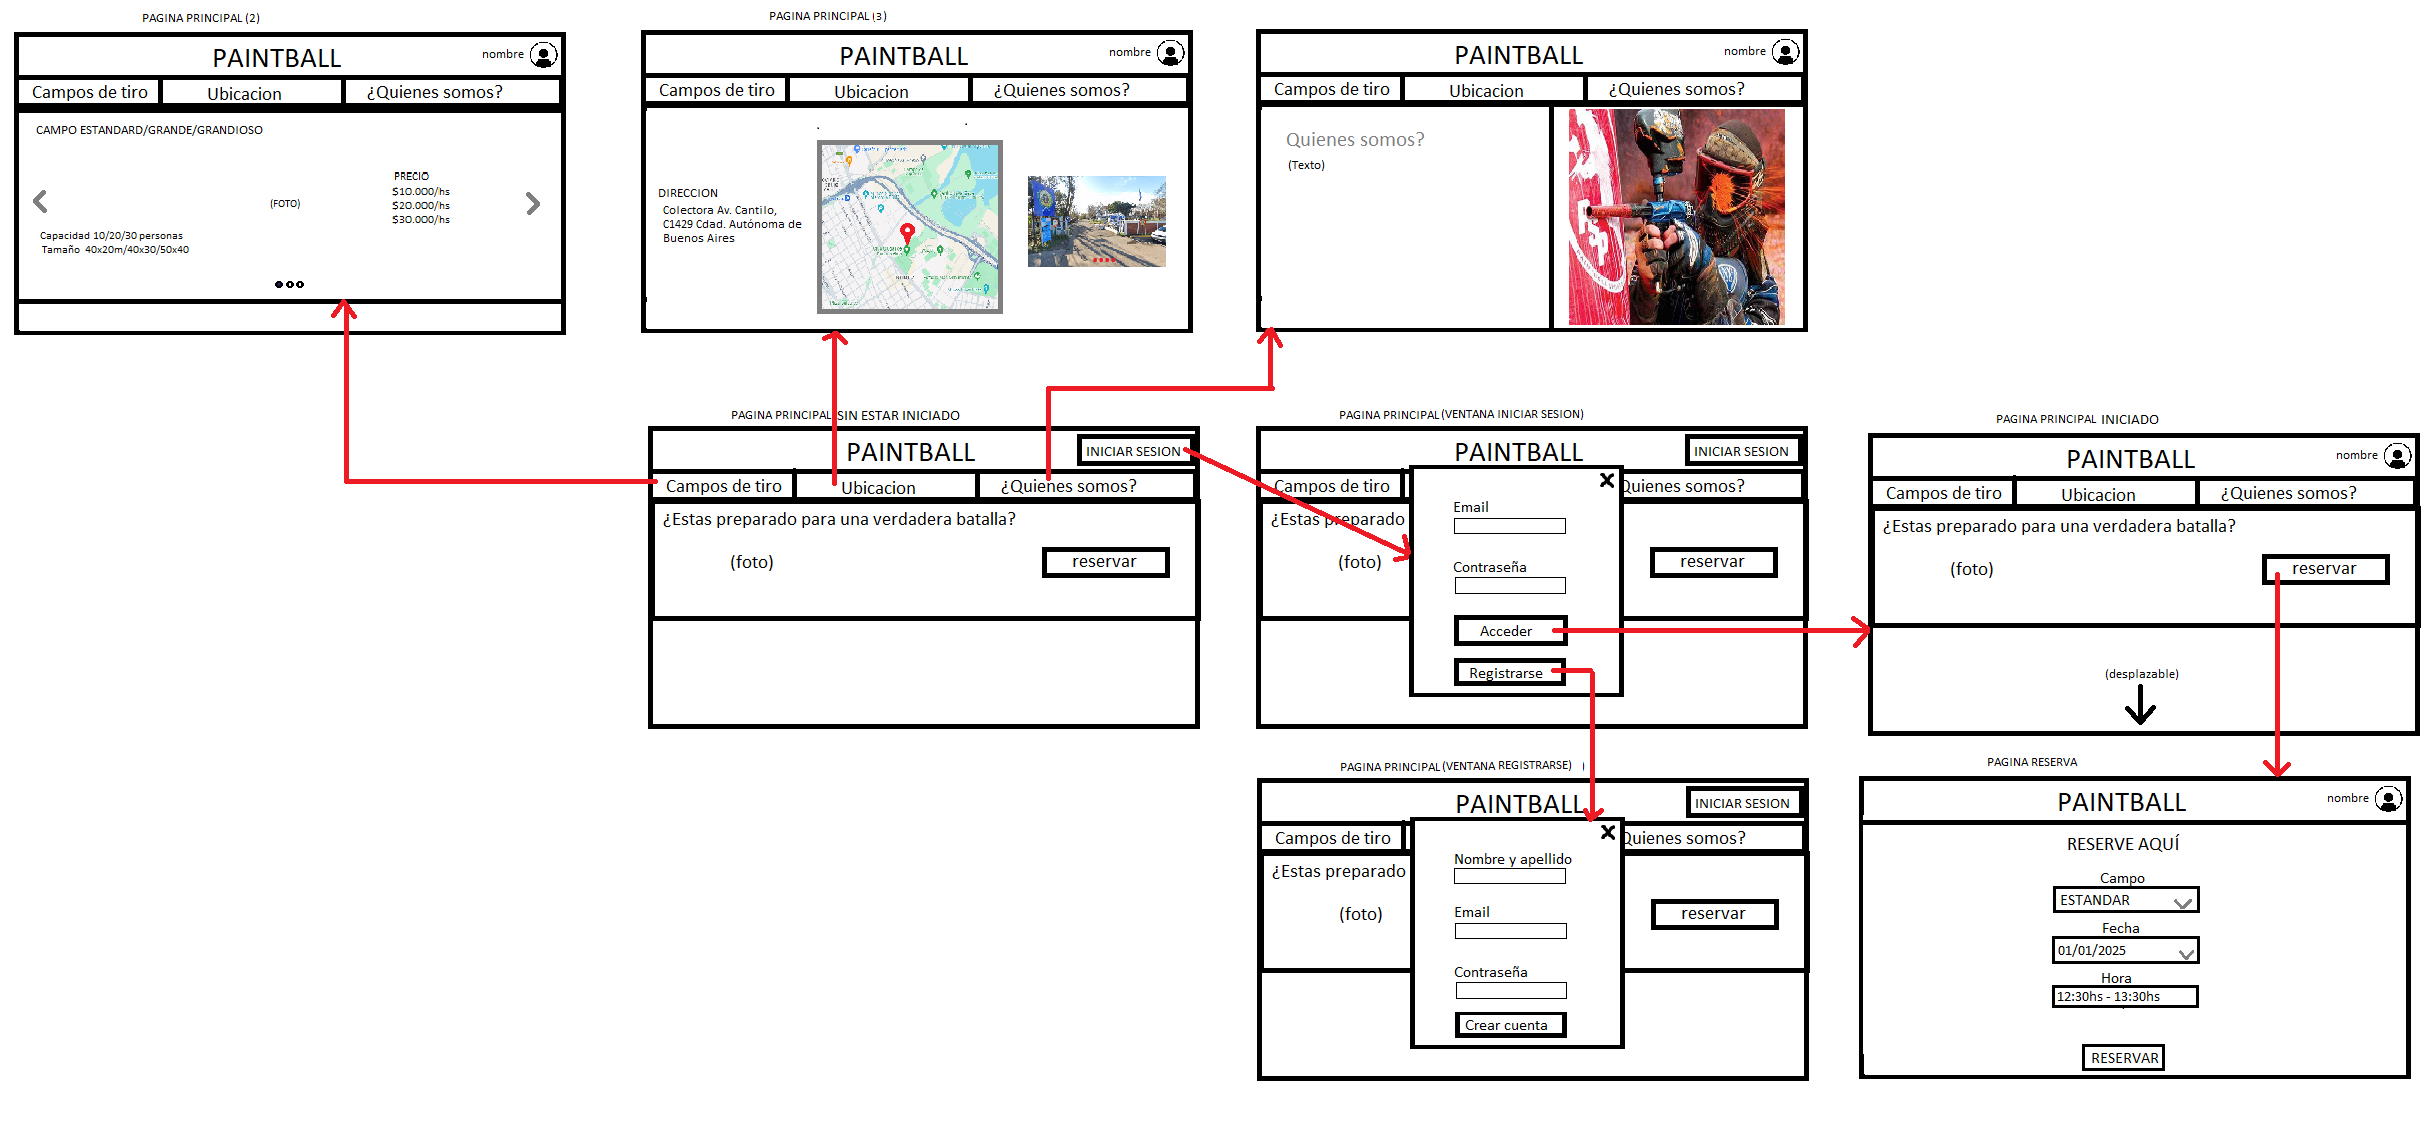 PAGINA PRINCIPAL (2)
PAINTBALL
nombre
Campos de tiro
Ubicacion
¿Quienes somos?
CAMPO ESTANDARD/GRANDE/GRANDIOSO
PRECIO
$10.000/hs
$20.000/hs
$30.000/hs
(FOTO)
Capacidad 10/20/30 personas
Tamaño 40x20m/40x30/50x40
PAGINA PRINCIPAL (3)
PAINTBALL
nombre
Campos de tiro
Ubicacion
¿Quienes somos?
DIRECCION
Colectora Av. Cantilo,
C1429 Cdad. Autónoma de
Buenos Aires
PAINTBALL
nombre
Campos de tiro
Ubicacion
¿Quienes somos?
Quienes somos?
(Texto)
PAGINA PRINCIPAL SIN ESTAR INICIADO
PAINTBALL
INICIAR SESION
Campos de tiro
Ubicacion
¿Quienes somos?
¿Estas preparado para una verdadera batalla?
(foto)
reservar
PAGINA PRINCIPAL (VENTANA INICIAR SESION)
PAINTBALL
INICIAR SESION
Campos de tiro
Quienes somos?
¿Estas preparado
(foto)
reservar
Email
Contraseña
Acceder
Registrarse
PAGINA PRINCIPAL INICIADO
PAINTBALL
nombre
Campos de tiro
Ubicacion
¿Quienes somos?
¿Estas preparado para una verdadera batalla?
(foto)
reservar
(desplazable)
PAGINA PRINCIPAL (VENTANA REGISTRARSE) (
PAINTBALL
INICIAR SESION
Campos de tiro
Quienes somos?
¿Estas preparado
(foto)
reservar
Nombre y apellido
Email
Contraseña
Crear cuenta
PAGINA RESERVA
PAINTBALL
nombre
RESERVE AQUÍ
Campo
ESTANDAR
Fecha
01/01/2025
Hora
12:30hs - 13:30hs
RESERVAR